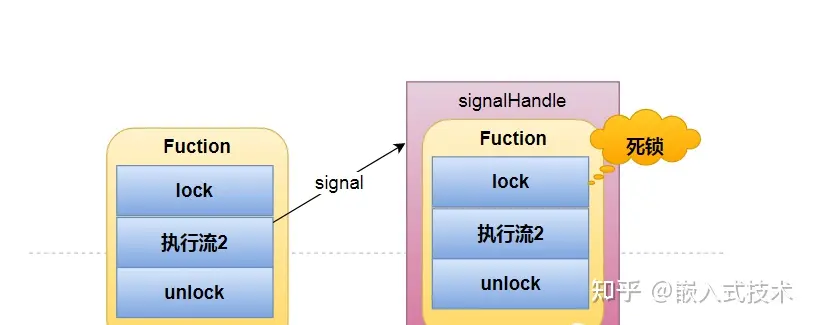 signalHandle
Fuction
Fuction
死锁
lock
signal
lock
执行流2
执行流2
unlock
unlock
知乎 @嵌入式技术